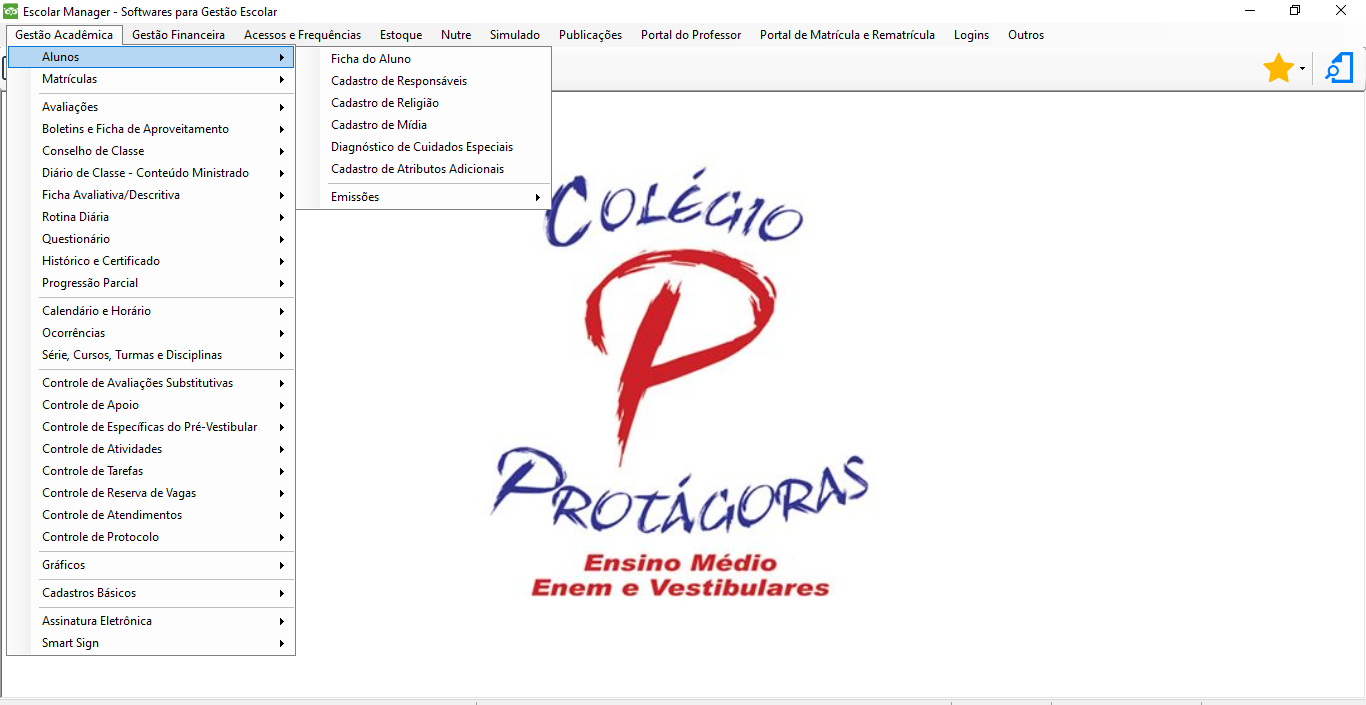 Escolar Manager - Softwares para Gestão Escolar
Gestão Acadêmica Gestão Financeira Acessos e Frequências Estoque Nutre Simulado Publicações Portal do Professor Portal de Matrícula e Rematrícula Logins Outros
Alunos
Matrículas
Avaliações
Boletins e Ficha de Aproveitamento
Conselho de Classe
Diário de Classe - Conteúdo Ministrado
Ficha Avaliativa/Descritiva
Rotina Diária
Questionário
Histórico e Certificado
Progressão Parcial
Calendário e Horário
Ocorrências
Série, Cursos, Turmas e Disciplinas
Controle de Avaliações Substitutivas
Controle de Apoio
Controle de Específicas do Pré-Vestibular
Controle de Atividades
Controle de Tarefas
Controle de Reserva de Vagas
Controle de Atendimentos
Controle de Protocolo
Gráficos
Cadastros Básicos
Assinatura Eletrônica
Smart Sign
Ficha do Aluno
Cadastro de Responsáveis
Cadastro de Religião
Cadastro de Mídia
Diagnóstico de Cuidados Especiais
Cadastro de Atributos Adicionais
Emissões
COLÉGIO
P
PROTÁGORAS
Ensino Médio
Enem e Vestibulares